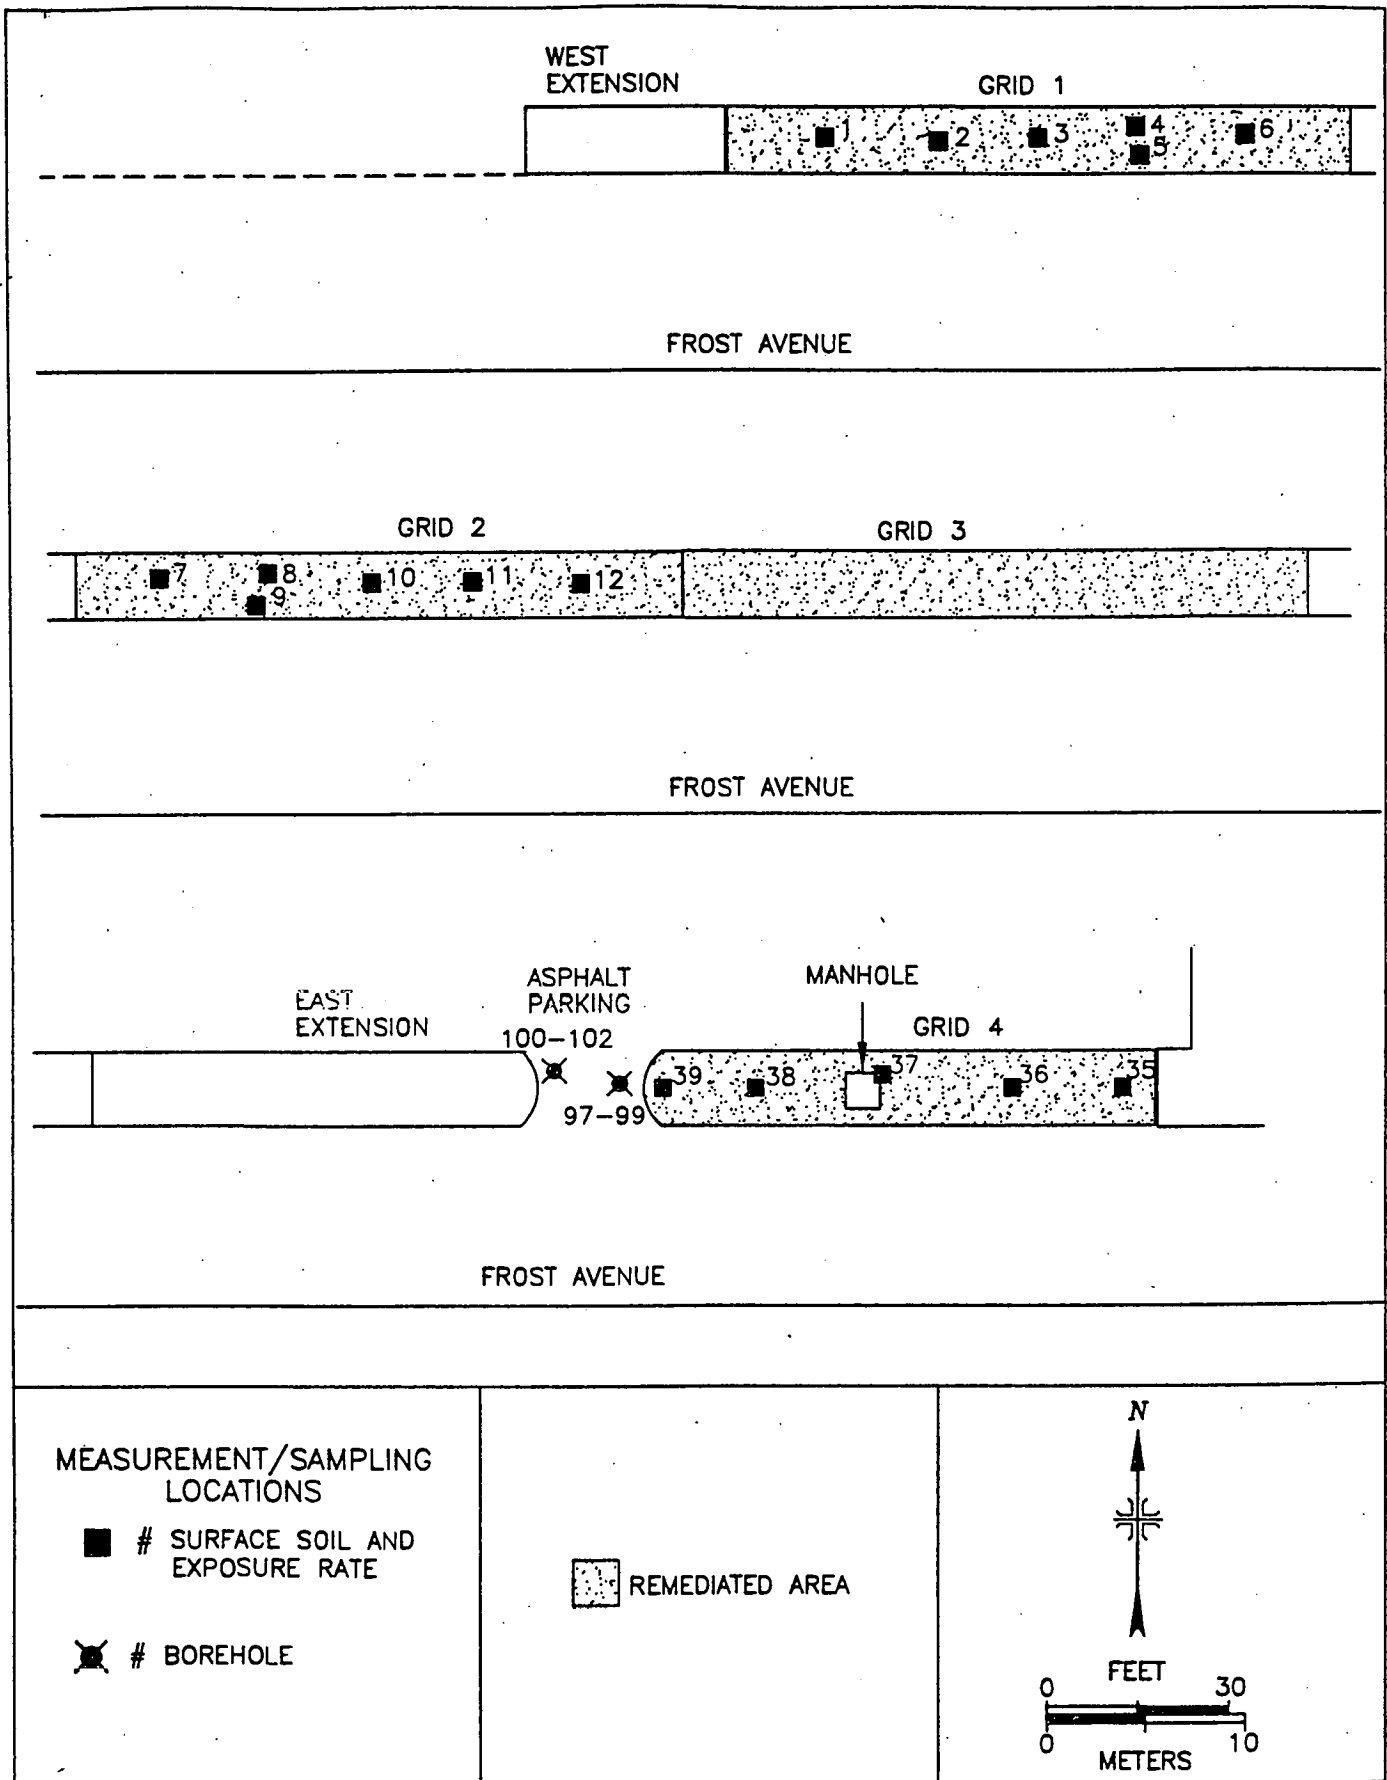 WEST
EXTENSION
GRID 1
1
2
3
4
5
6
FROST AVENUE
GRID 2
GRID 3
7
8
9
10
11
12
FROST AVENUE
EAST
EXTENSION
ASPHALT
PARKING
100-102
97-99
MANHOLE
GRID 4
39
38
37
36
35
FROST AVENUE
MEASUREMENT/SAMPLING
LOCATIONS
# SURFACE SOIL AND
EXPOSURE RATE
# BOREHOLE
REMEDIATED AREA
N
FEET
0 30
0 10
METERS